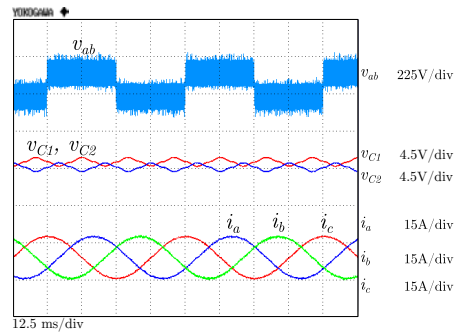 YOKOGAWA
v_ab
v_ab 225V/div
v_C1, v_C2
v_C1 4.5V/div
v_C2 4.5V/div
i_a i_b i_c
i_a 15A/div
i_b 15A/div
i_c 15A/div
12.5 ms/div